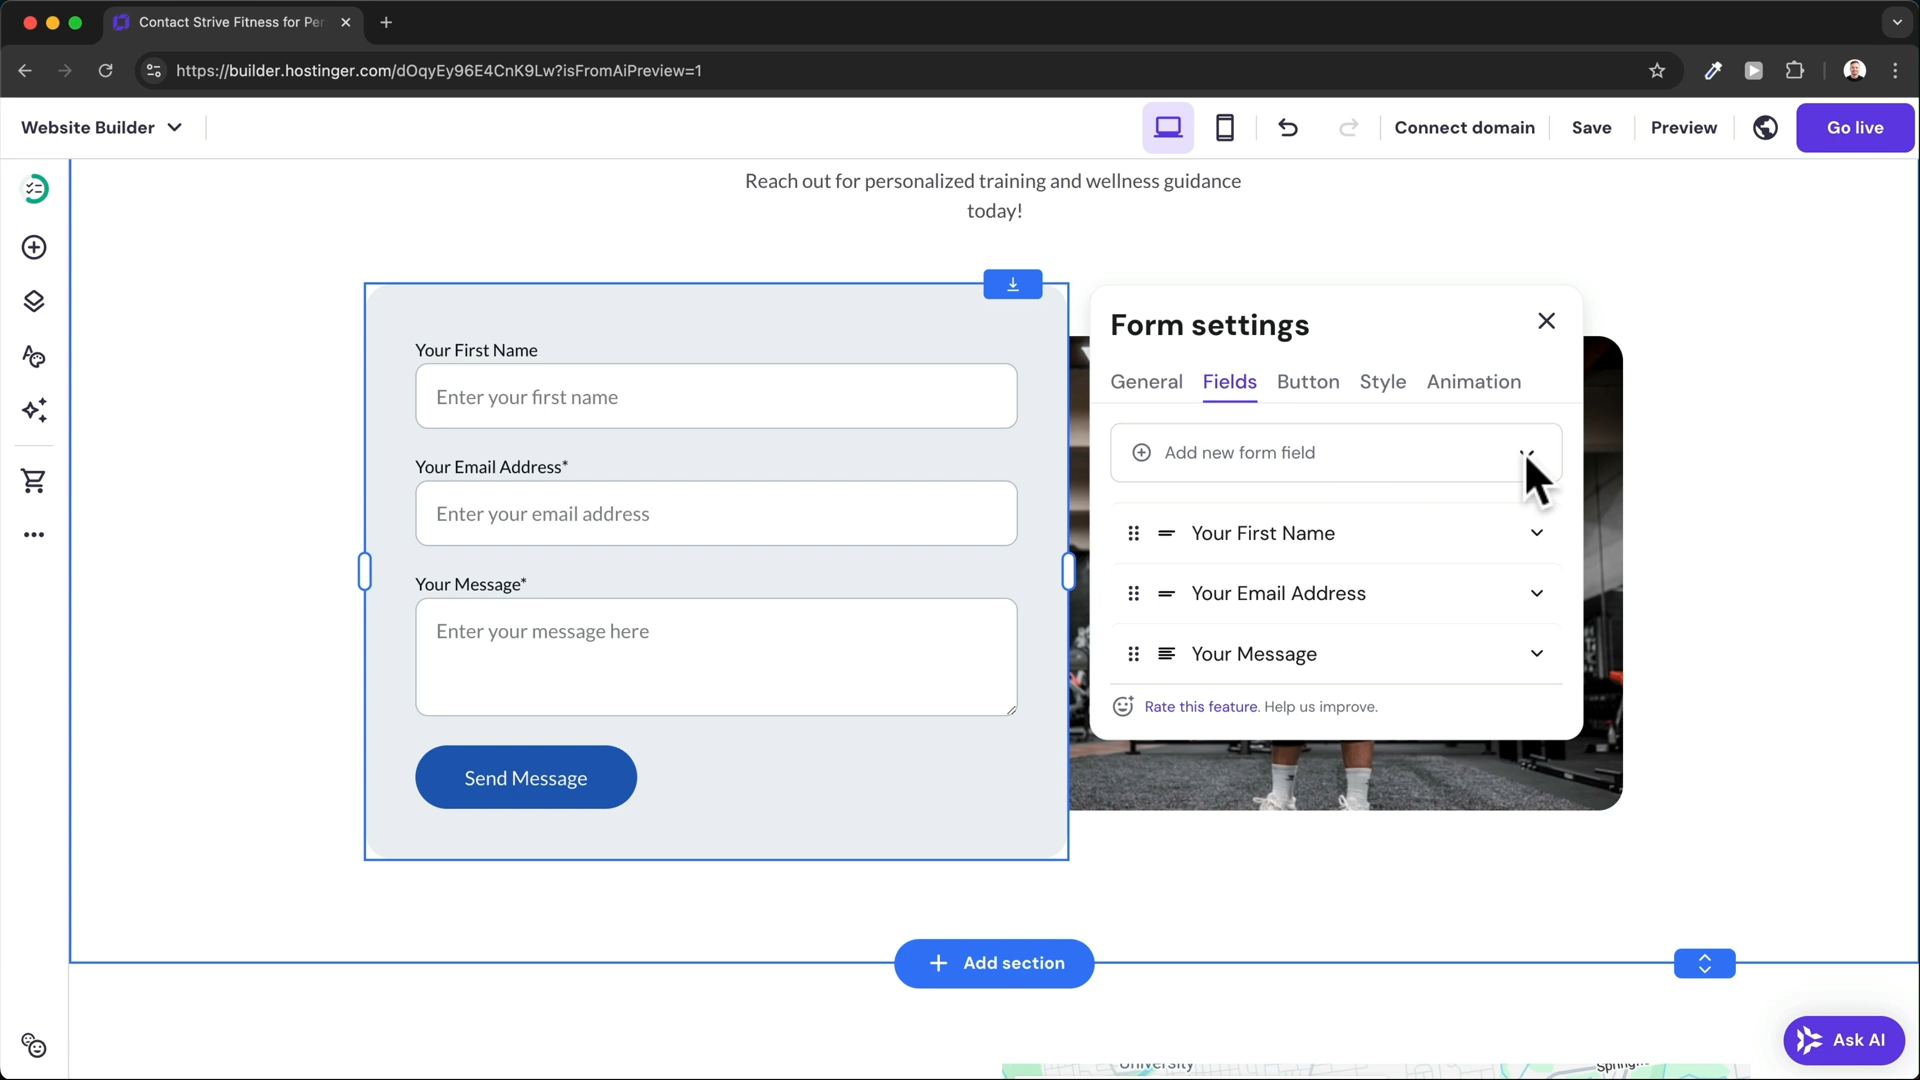 Contact Strive Fitness for Per
https://builder.hostinger.com/dOqyEy96E4CnK9Lw?isFromAiPreview=1
Website Builder
Connect domain
Save
Preview
Go live
Reach out for personalized training and wellness guidance
today!
Your First Name
Enter your first name
Your Email Address*
Enter your email address
Your Message*
Enter your message here
Send Message
Form settings
General
Fields
Button
Style
Animation
Add new form field
Your First Name
Your Email Address
Your Message
Rate this feature. Help us improve.
Add section
Ask AI
University